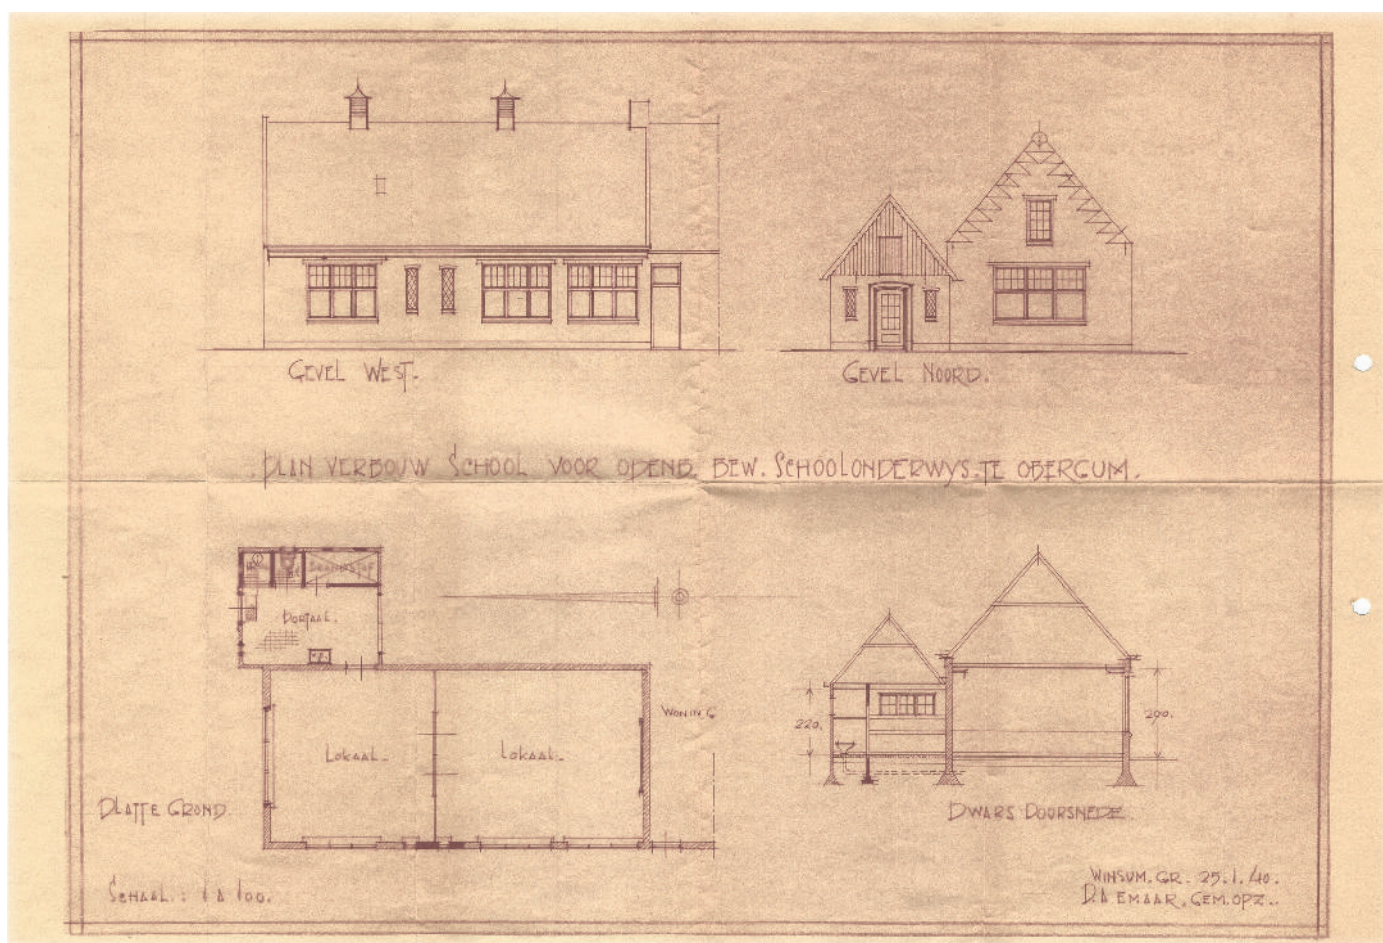 GEVEL WEST.
GEVEL NOORD.
PLAN VERBOUW SCHOOL VOOR OPENB. BEW. SCHOOLONDERWYS. TE OBERGUM.
BRANDSTOF
PORTAAL.
WONING
LOKAAL.
LOKAAL.
220.
290.
PLATTE GROND.
DWARS DOORSNEDE.
SCHAAL : 1 A 100.
WINSUM. GR. 25.1.40.
D.A EMAAR. GEM. OPZ.